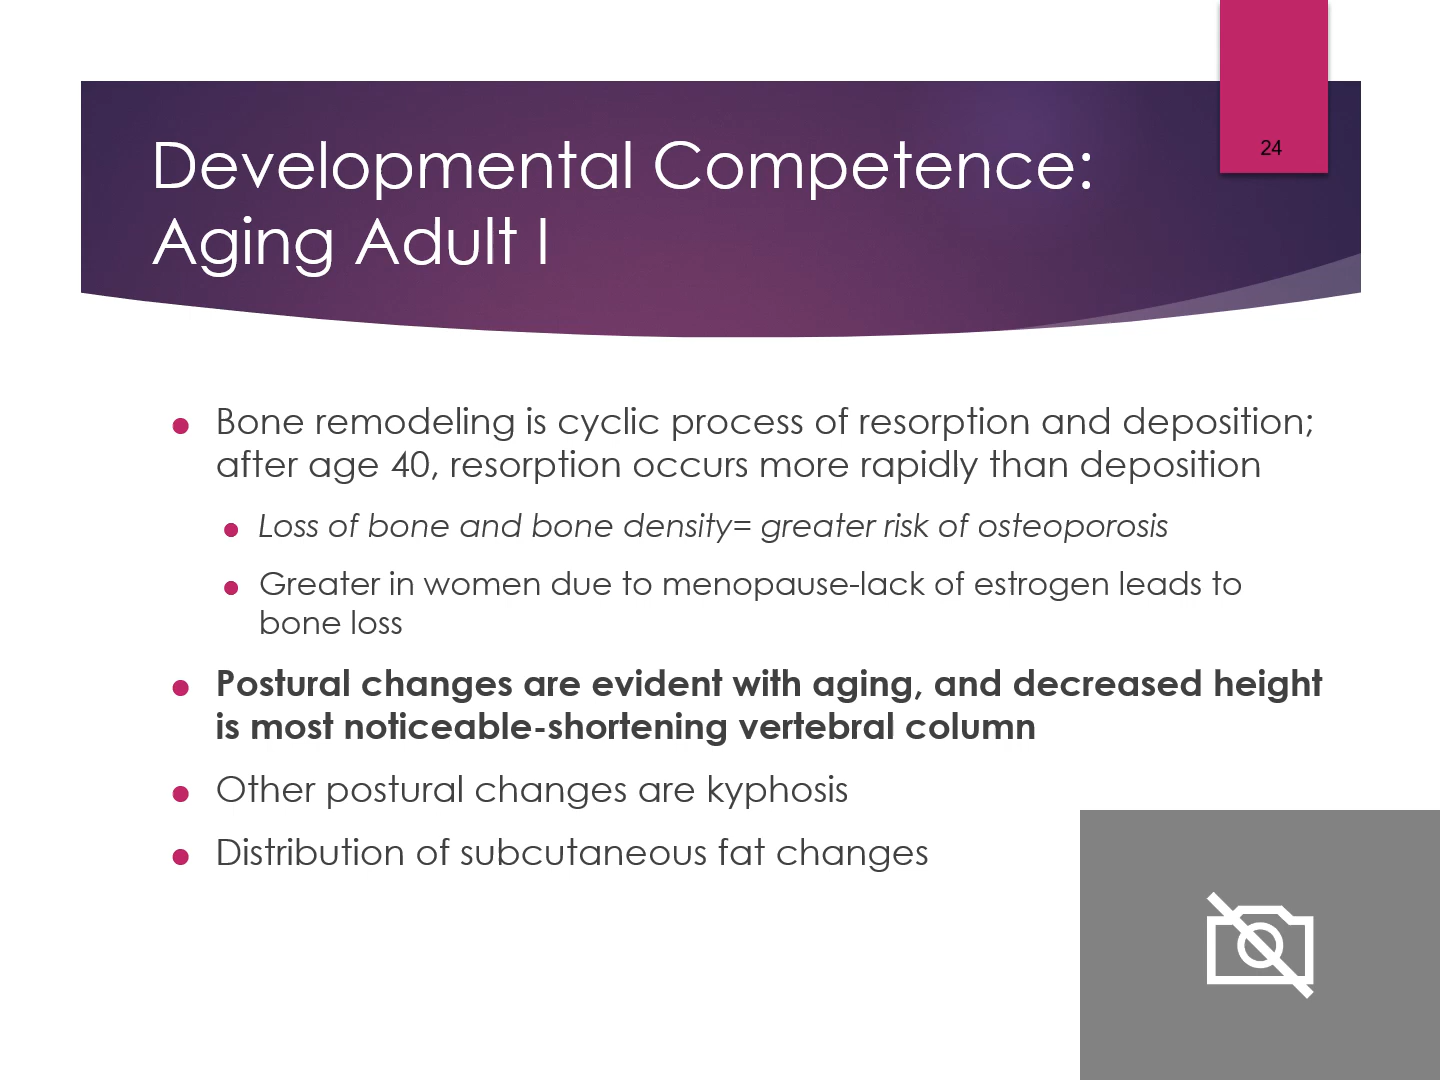 24
Developmental Competence:
Aging Adult I
Bone remodeling is cyclic process of resorption and deposition;
after age 40, resorption occurs more rapidly than deposition
Loss of bone and bone density= greater risk of osteoporosis
Greater in women due to menopause-lack of estrogen leads to
bone loss
Postural changes are evident with aging, and decreased height
is most noticeable-shortening vertebral column
Other postural changes are kyphosis
Distribution of subcutaneous fat changes